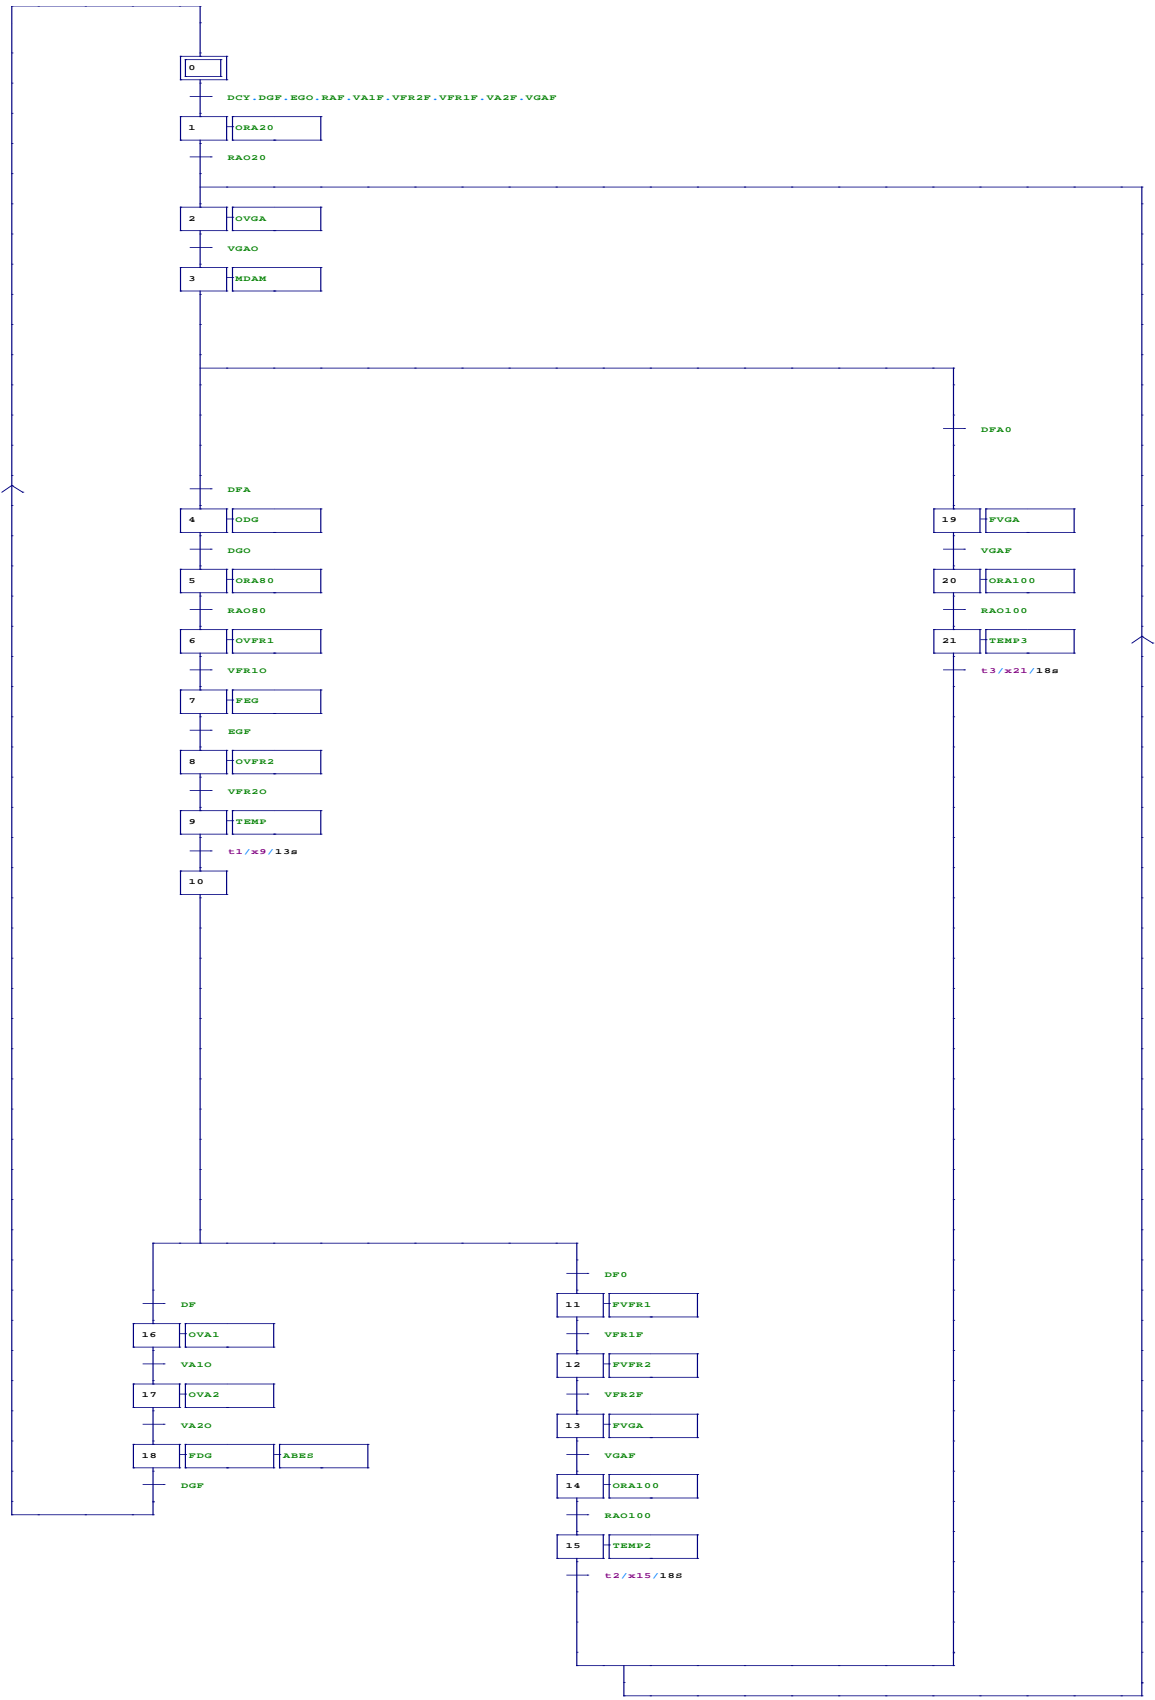 0
DCY.DGF.EGO.RAF.VA1F.VFR2F.VFR1F.VA2F.VGAF
1 ORA20
RAO20
2 OVGA
VGAO
3 MDAM
DFA0
DFA
4 ODG
19 FVGA
DGO
VGAF
5 ORA80
20 ORA100
RAO80
RAO100
6 OVFR1
21 TEMP3
VFR1O
t3/x21/18s
7 FEG
EGF
8 OVFR2
VFR2O
9 TEMP
t1/x9/13s
10
DF0
DF
11 FVFR1
16 OVA1
VFR1F
VA1O
12 FVFR2
17 OVA2
VFR2F
VA2O
13 FVGA
18 FDG ABES
VGAF
DGF
14 ORA100
RAO100
15 TEMP2
t2/x15/18S